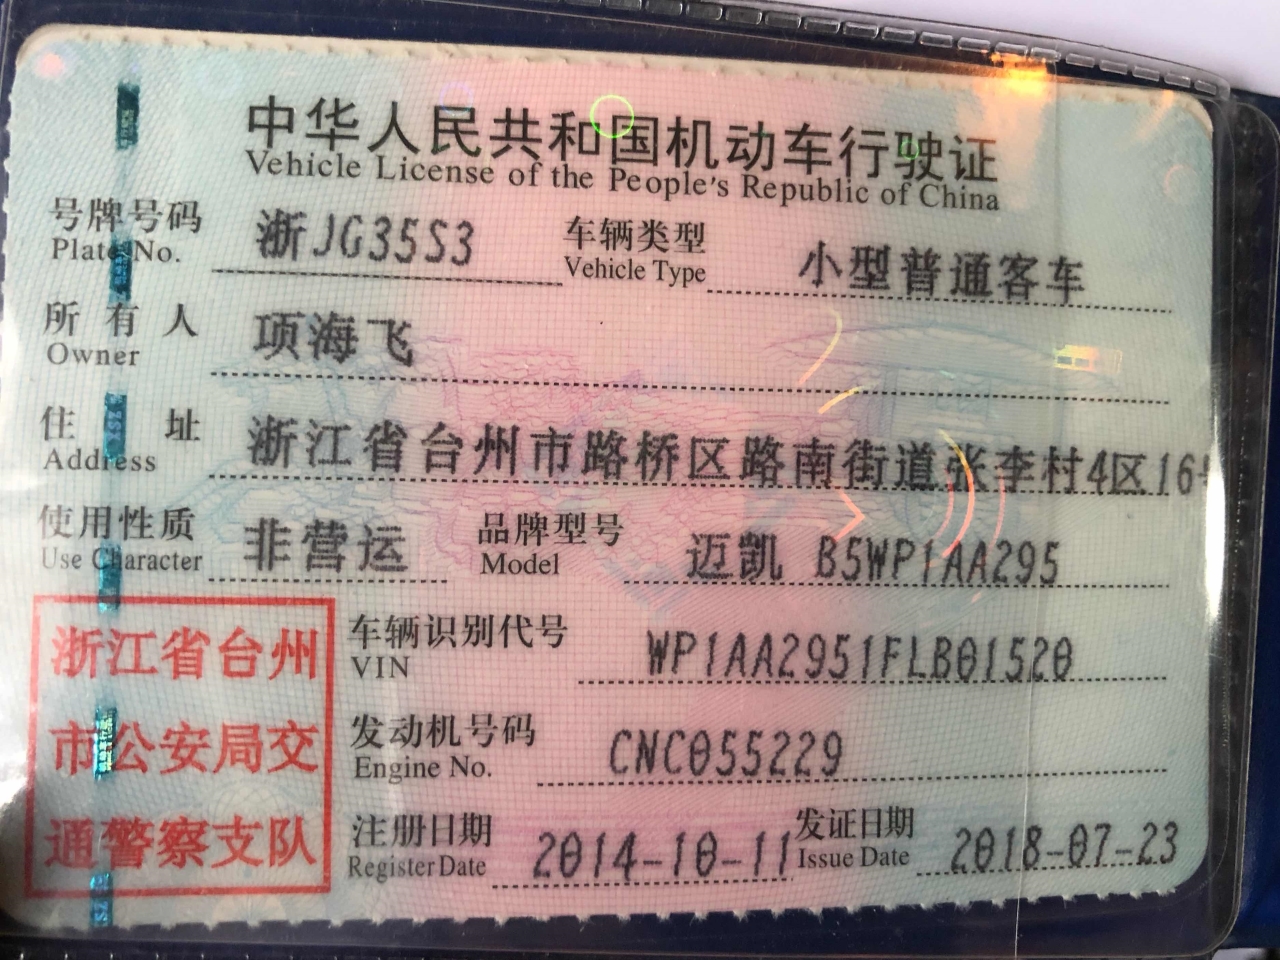 中华人民共和国机动车行驶证
Vehicle License of the People's Republic of China
号牌号码 浙JG35S3 车辆类型 小型普通客车
Plate No. Vehicle Type
所有人 项海飞
Owner
住址 浙江省台州市路桥区路南街道张李村4区16号
Address
使用性质 非营运 品牌型号 迈凯 B5WP1AA295
Use Character Model
浙江省台州
市公安局交
通警察支队
车辆识别代号 WP1AA2951FLB01520
VIN
发动机号码 CNC055229
Engine No.
注册日期 2014-10-11 发证日期 2018-07-23
Register Date Issue Date